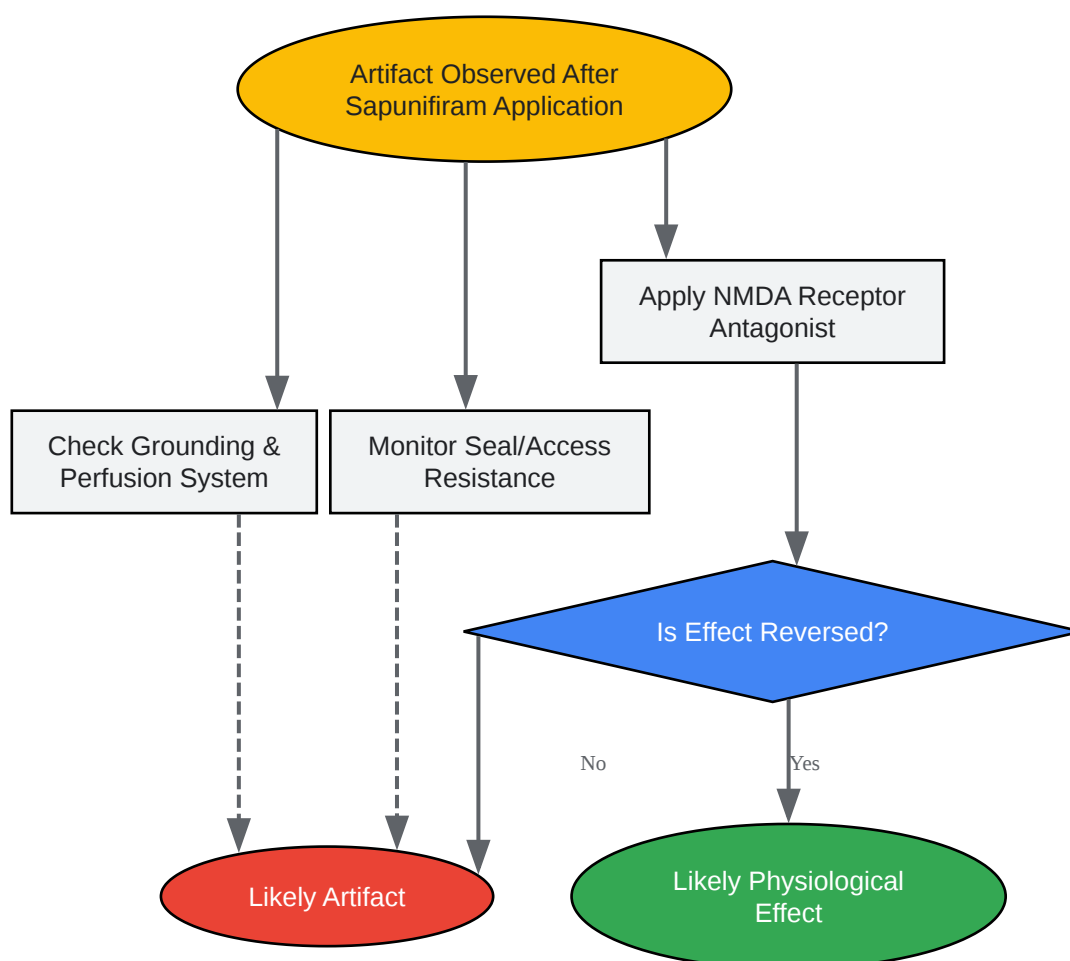 Artifact Observed After
Sapunifiram Application
Apply NMDA Receptor
Antagonist
Check Grounding &
Perfusion System
Monitor Seal/Access
Resistance
Is Effect Reversed?
No
Yes
Likely Artifact
Likely Physiological
Effect